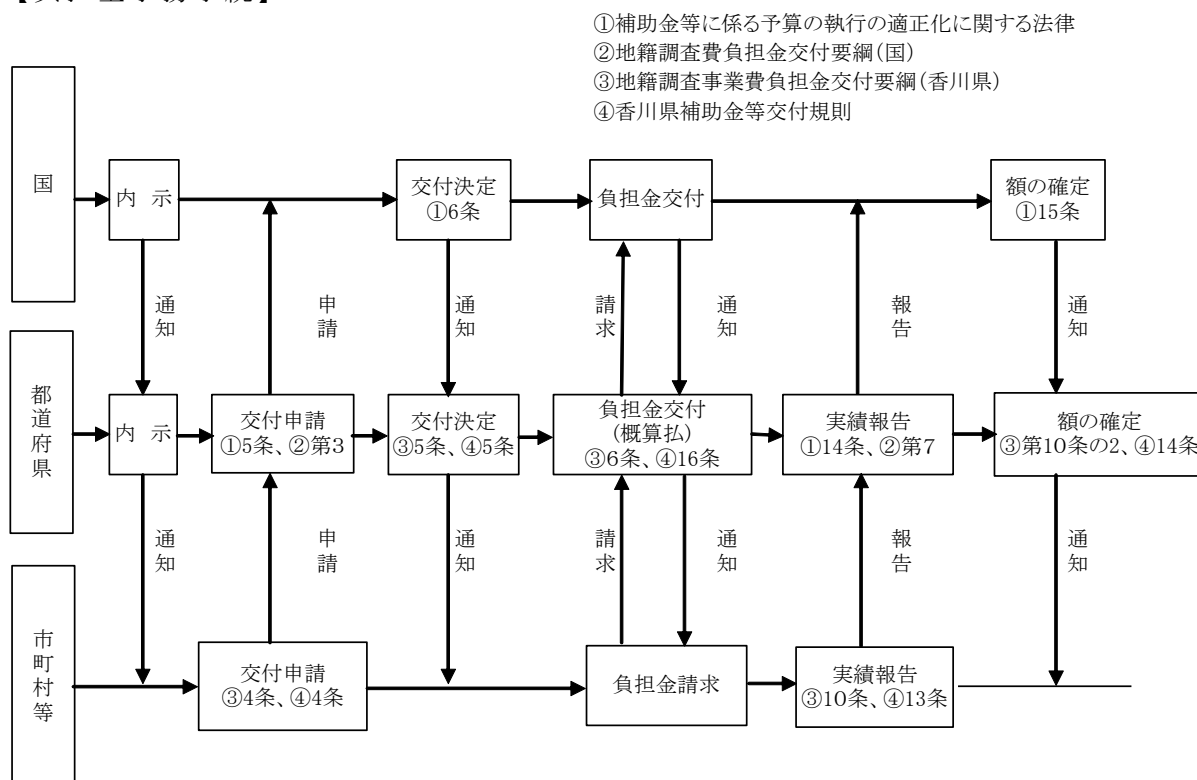 ①補助金等に係る予算の執行の適正化に関する法律
②地籍調査費負担金交付要綱(国)
③地籍調査事業費負担金交付要綱(香川県)
④香川県補助金等交付規則
国
内 示
交付決定
①6条
負担金交付
額の確定
①15条
通知
申請
通知
請求
通知
報告
通知
都道府県
内 示
交付申請
①5条、②第3
交付決定
③5条、④5条
負担金交付
(概算払)
③6条、④16条
実績報告
①14条、②第7
額の確定
③第10条の2、④14条
通知
申請
通知
請求
通知
報告
通知
市町村等
交付申請
③4条、④4条
負担金請求
実績報告
③10条、④13条